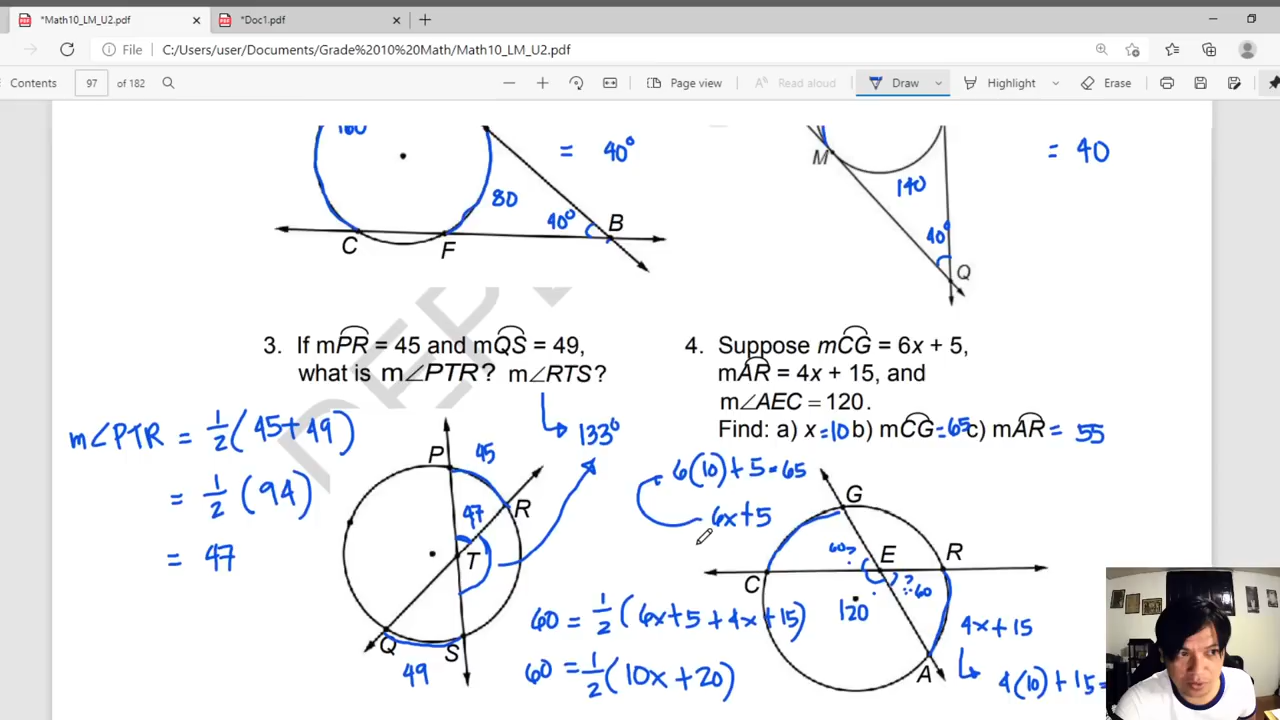 *Math10_LM_U2.pdf
*Doc1.pdf
File
C:/Users/user/Documents/Grade%2010%20Math/Math10_LM_U2.pdf
Contents
97
of 182
Page view
Read aloud
Draw
Highlight
Erase
160
= 40°
80
40°
B
C
F
M
140
40°
Q
= 40
3. If mPR = 45 and mQS = 49,
what is m∠PTR? m∠RTS?
m∠PTR = 1/2 (45+49)
= 1/2 (94)
= 47
133°
P
45
R
47
T
Q
S
49
4. Suppose mCG = 6x + 5,
mAR = 4x + 15, and
m∠AEC = 120.
Find: a) x =10 b) mCG =65 c) mAR = 55
6(10)+5=65
6x+5
G
60?
E
R
C
?
60
120
4x+15
A
4(10)+15=
60 = 1/2 (6x+5+4x+15)
60 = 1/2 (10x+20)